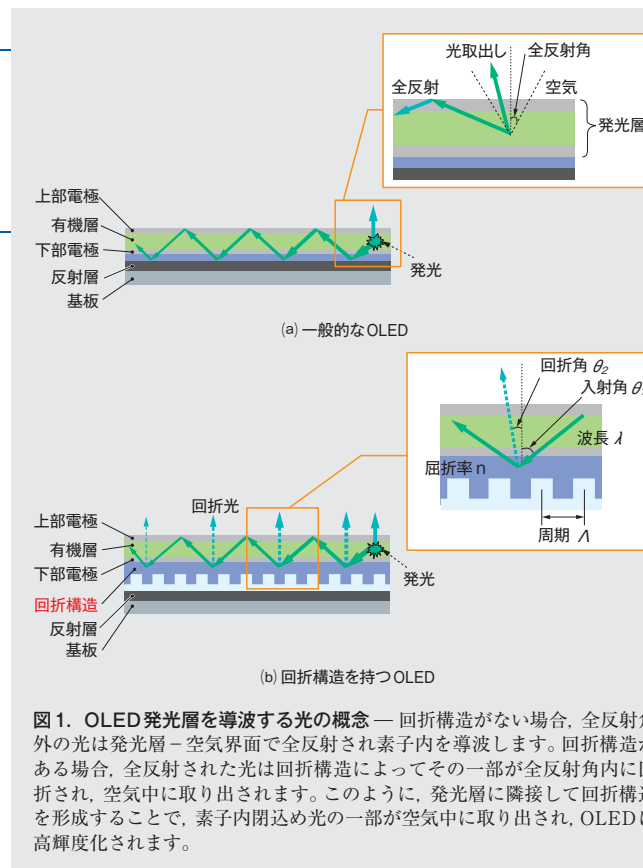 光取出し
全反射角
全反射
空気
発光層
上部電極
有機層
下部電極
反射層
基板
発光
(a) 一般的なOLED
回折角 θ2
入射角 θ
波長 λ
屈折率 n
周期 Λ
回折光
上部電極
有機層
下部電極
回折構造
反射層
基板
発光
(b) 回折構造を持つOLED
図1. OLED発光層を導波する光の概念 — 回折構造がない場合, 全反射角
外の光は発光層－空気界面で全反射され素子内を導波します。回折構造が
ある場合, 全反射された光は回折構造によってその一部が全反射角内に回
折され, 空気中に取り出されます。このように, 発光層に隣接して回折構造
を形成することで, 素子内閉込め光の一部が空気中に取り出され, OLEDは
高輝度化されます。